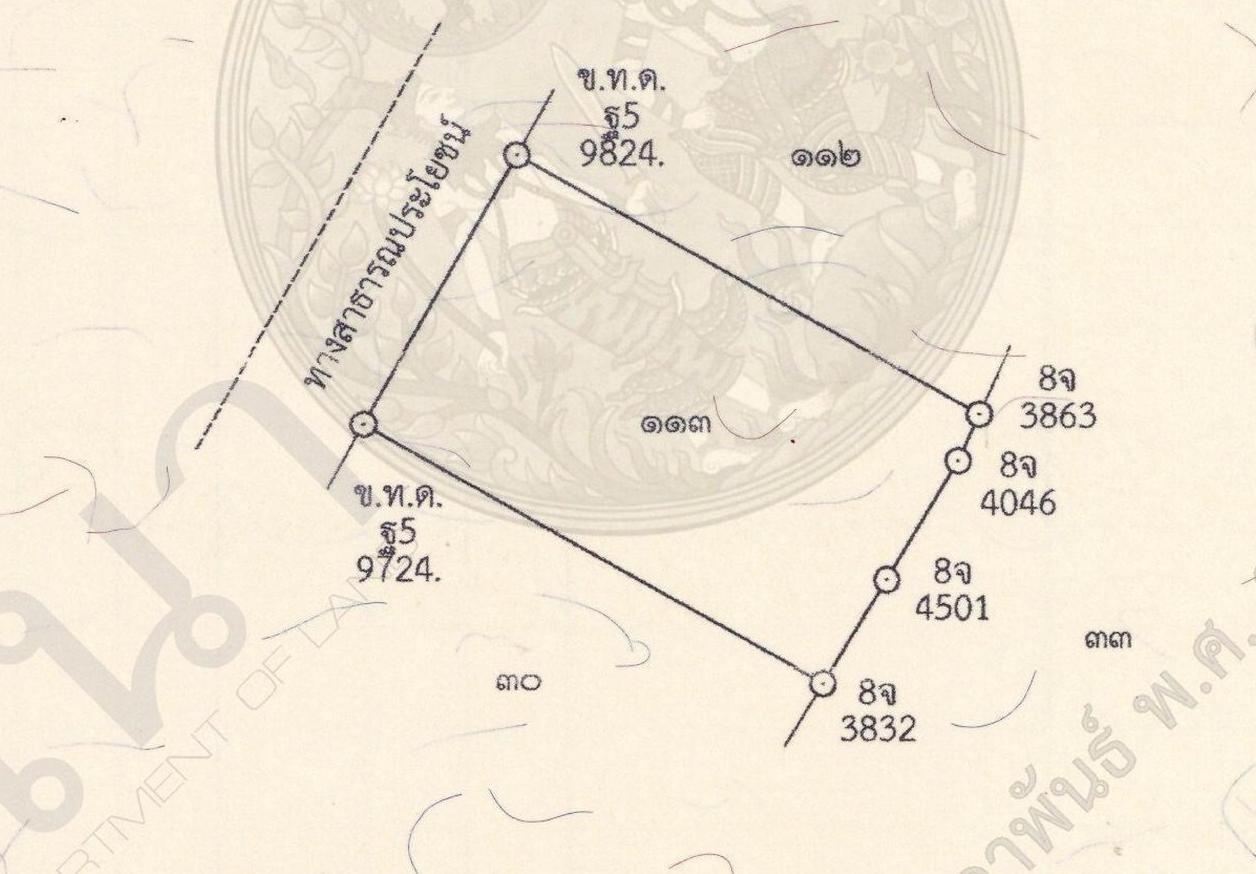 ข.ท.ด.
ฐ5
9824.
๑๑๒
ทางสาธารณประโยชน์
8จ
3863
๑๑๓
8จ
4046
ข.ท.ด.
ฐ5
9724.
8จ
4501
๓๓
๓๐
8จ
3832